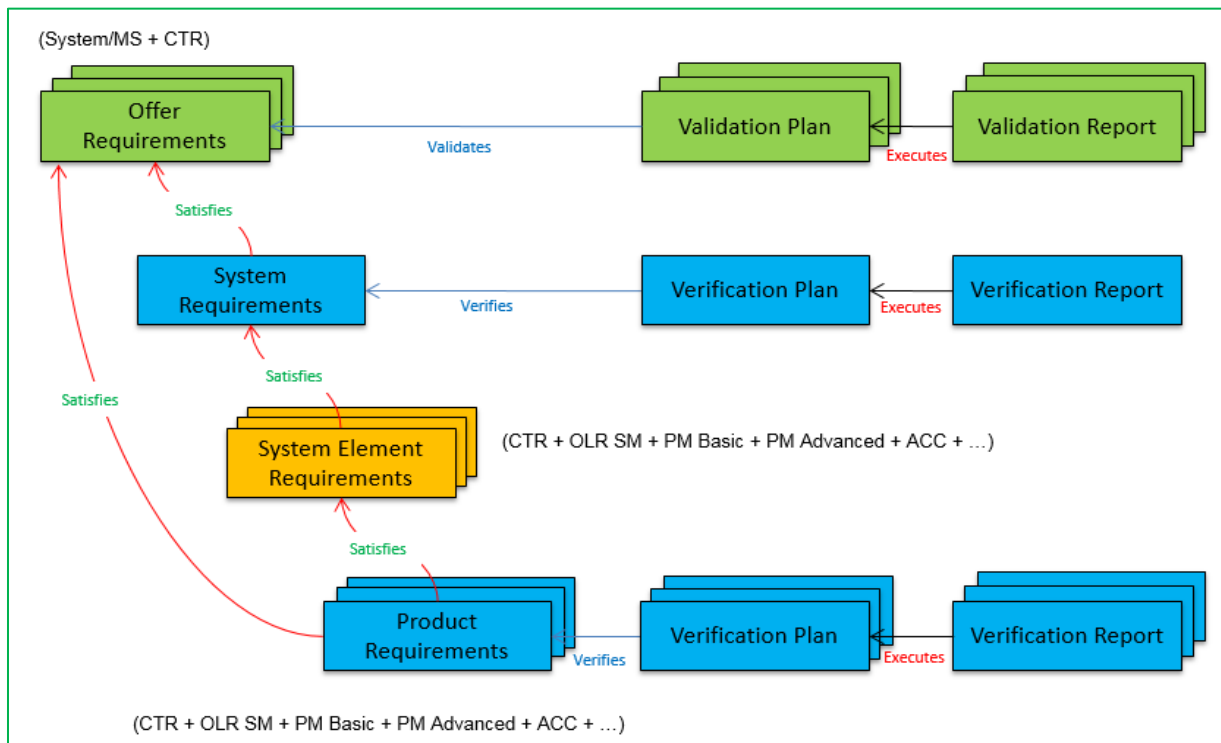 (System/MS + CTR)
Offer
Requirements
Validation Plan
Validation Report
Validates
Executes
Satisfies
System
Requirements
Verification Plan
Verification Report
Verifies
Executes
Satisfies
Satisfies
System Element
Requirements
(CTR + OLR SM + PM Basic + PM Advanced + ACC + …)
Satisfies
Product
Requirements
Verification Plan
Verification Report
Verifies
Executes
(CTR + OLR SM + PM Basic + PM Advanced + ACC + …)